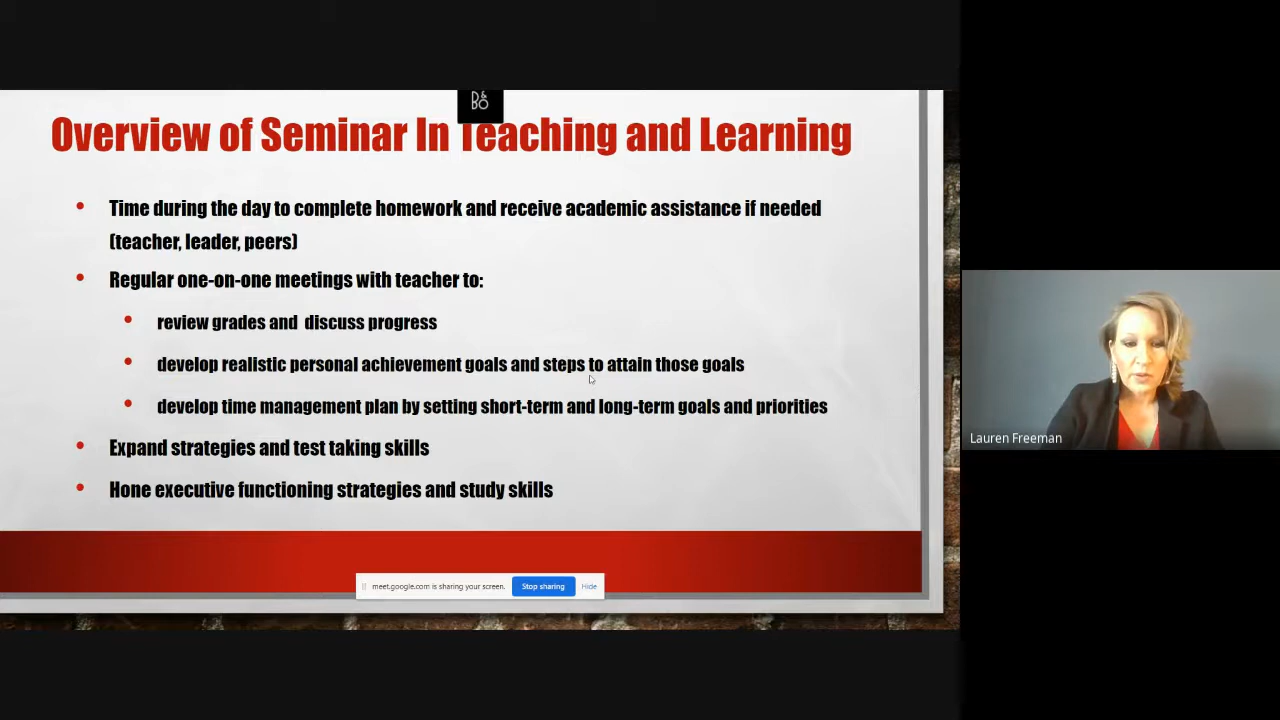 D&
BO
Overview of Seminar In Teaching and Learning
Time during the day to complete homework and receive academic assistance if needed
(teacher, leader, peers)
Regular one-on-one meetings with teacher to:
review grades and discuss progress
develop realistic personal achievement goals and steps to attain those goals
develop time management plan by setting short-term and long-term goals and priorities
Expand strategies and test taking skills
Hone executive functioning strategies and study skills
meet.google.com is sharing your screen. Stop sharing Hide
Lauren Freeman